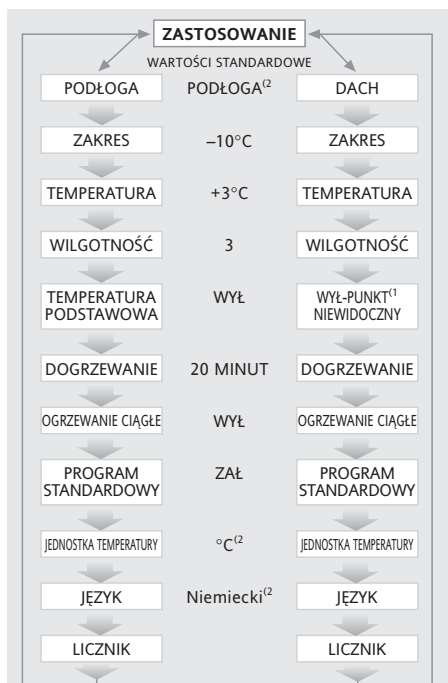 ZASTOSOWANIE
WARTOŚCI STANDARDOWE
PODŁOGA PODŁOGA(2 DACH
ZAKRES –10°C ZAKRES
TEMPERATURA +3°C TEMPERATURA
WILGOTNOŚĆ 3 WILGOTNOŚĆ
TEMPERATURA
PODSTAWOWA
WYŁ
WYŁ-PUNKT(1
NIEWIDOCZNY
DOGRZEWANIE 20 MINUT DOGRZEWANIE
OGRZEWANIE CIĄGŁE WYŁ OGRZEWANIE CIĄGŁE
PROGRAM
STANDARDOWY
ZAŁ
PROGRAM
STANDARDOWY
JEDNOSTKA TEMPERATURY °C(2 JEDNOSTKA TEMPERATURY
JĘZYK Niemiecki(2 JĘZYK
LICZNIK LICZNIK